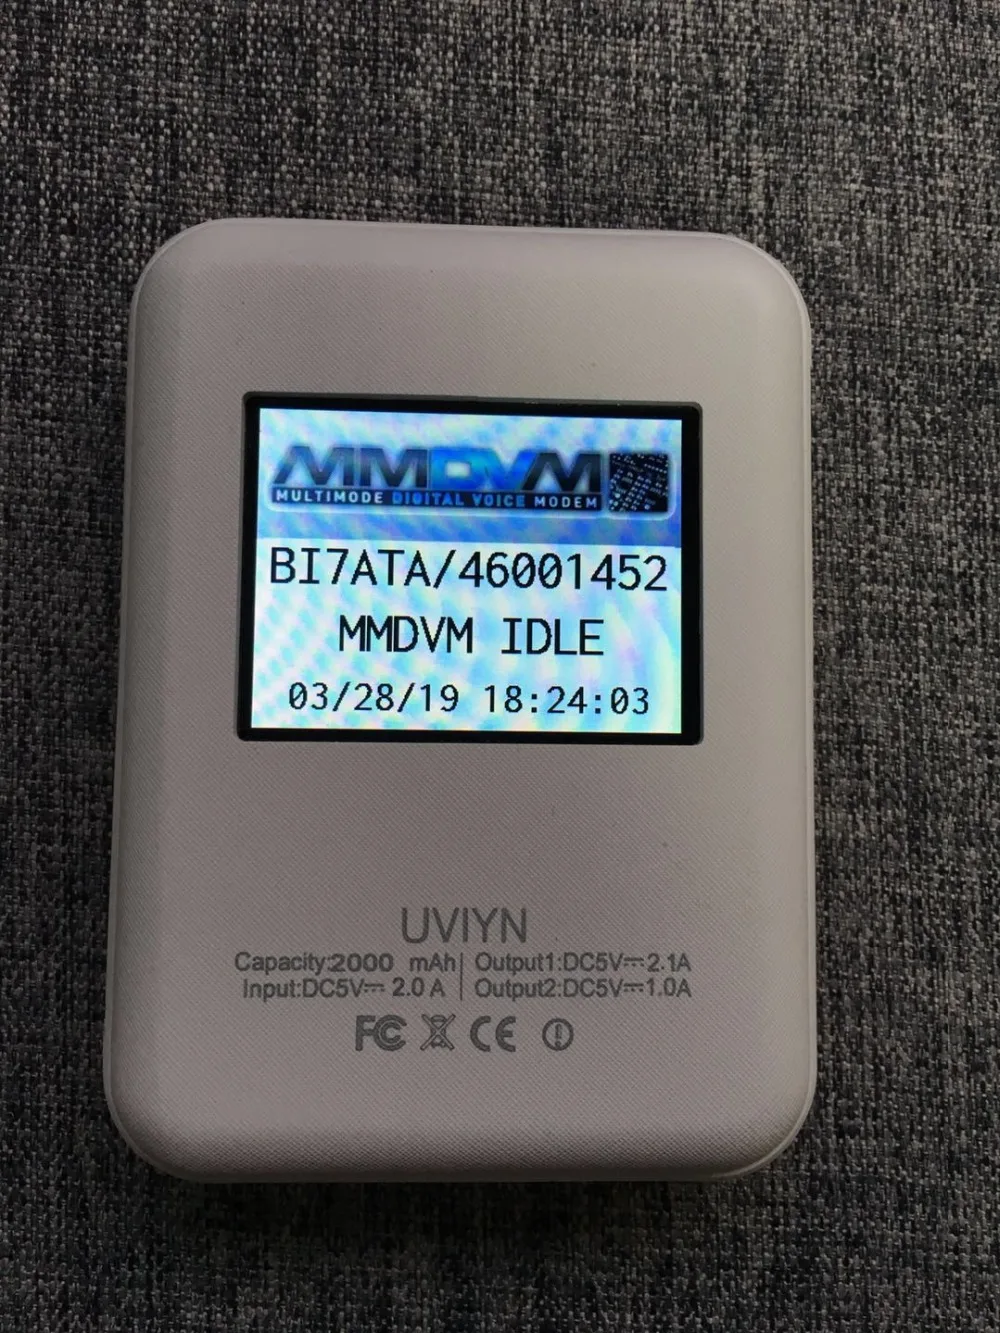 MMDVM
MULTIMODE DIGITAL VOICE MODEM
BI7ATA/46001452
MMDVM IDLE
03/28/19 18:24:03
UVIYN
Capacity:2000 mAh| Output1:DC5V⎓2.1A
Input:DC5V⎓ 2.0 A | Output2:DC5V⎓1.0A
FC CE